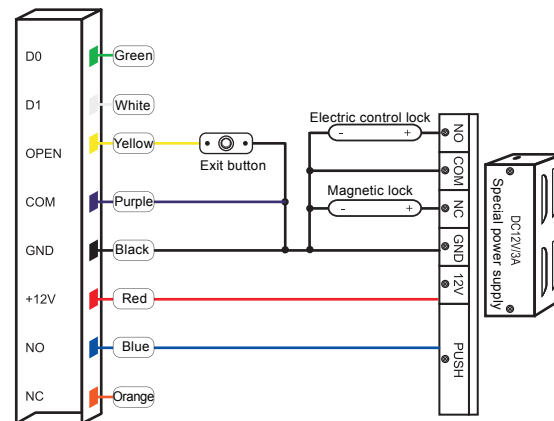 D0 Green
D1 White
OPEN Yellow
Exit button
COM Purple
GND Black
+12V Red
NO Blue
NC Orange
Electric control lock
- +
Magnetic lock
- +
NO
COM
NC
GND
12V
PUSH
DC12V/3A
Special power supply